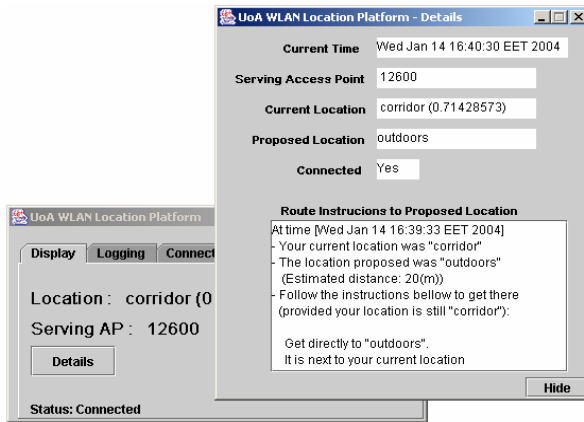 UoA WLAN Location Platform - Details
Current Time Wed Jan 14 16:40:30 EET 2004
Serving Access Point 12600
Current Location corridor (0.71428573)
Proposed Location outdoors
Connected Yes
Route Instrucions to Proposed Location
At time [Wed Jan 14 16:39:33 EET 2004]
- Your current location was "corridor"
- The location proposed was "outdoors"
(Estimated distance: 20(m))
- Follow the instructions bellow to get there
(provided your location is still "corridor"):
Get directly to "outdoors".
It is next to your current location
Hide
UoA WLAN Location Platform
Display Logging Connect
Location : corridor (0
Serving AP : 12600
Details
Status: Connected